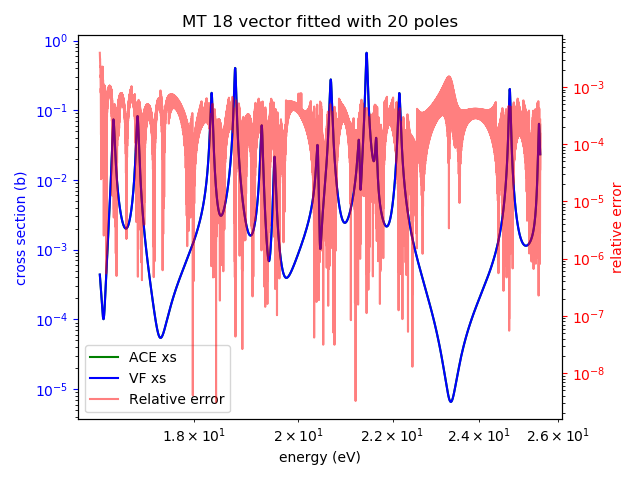 MT 18 vector fitted with 20 poles
10⁰
10⁻¹
10⁻²
10⁻³
10⁻⁴
10⁻⁵
cross section (b)
10⁻³
10⁻⁴
10⁻⁵
10⁻⁶
10⁻⁷
10⁻⁸
relative error
ACE xs
VF xs
Relative error
1.8 × 10¹ 2 × 10¹ 2.2 × 10¹ 2.4 × 10¹ 2.6 × 10¹
energy (eV)